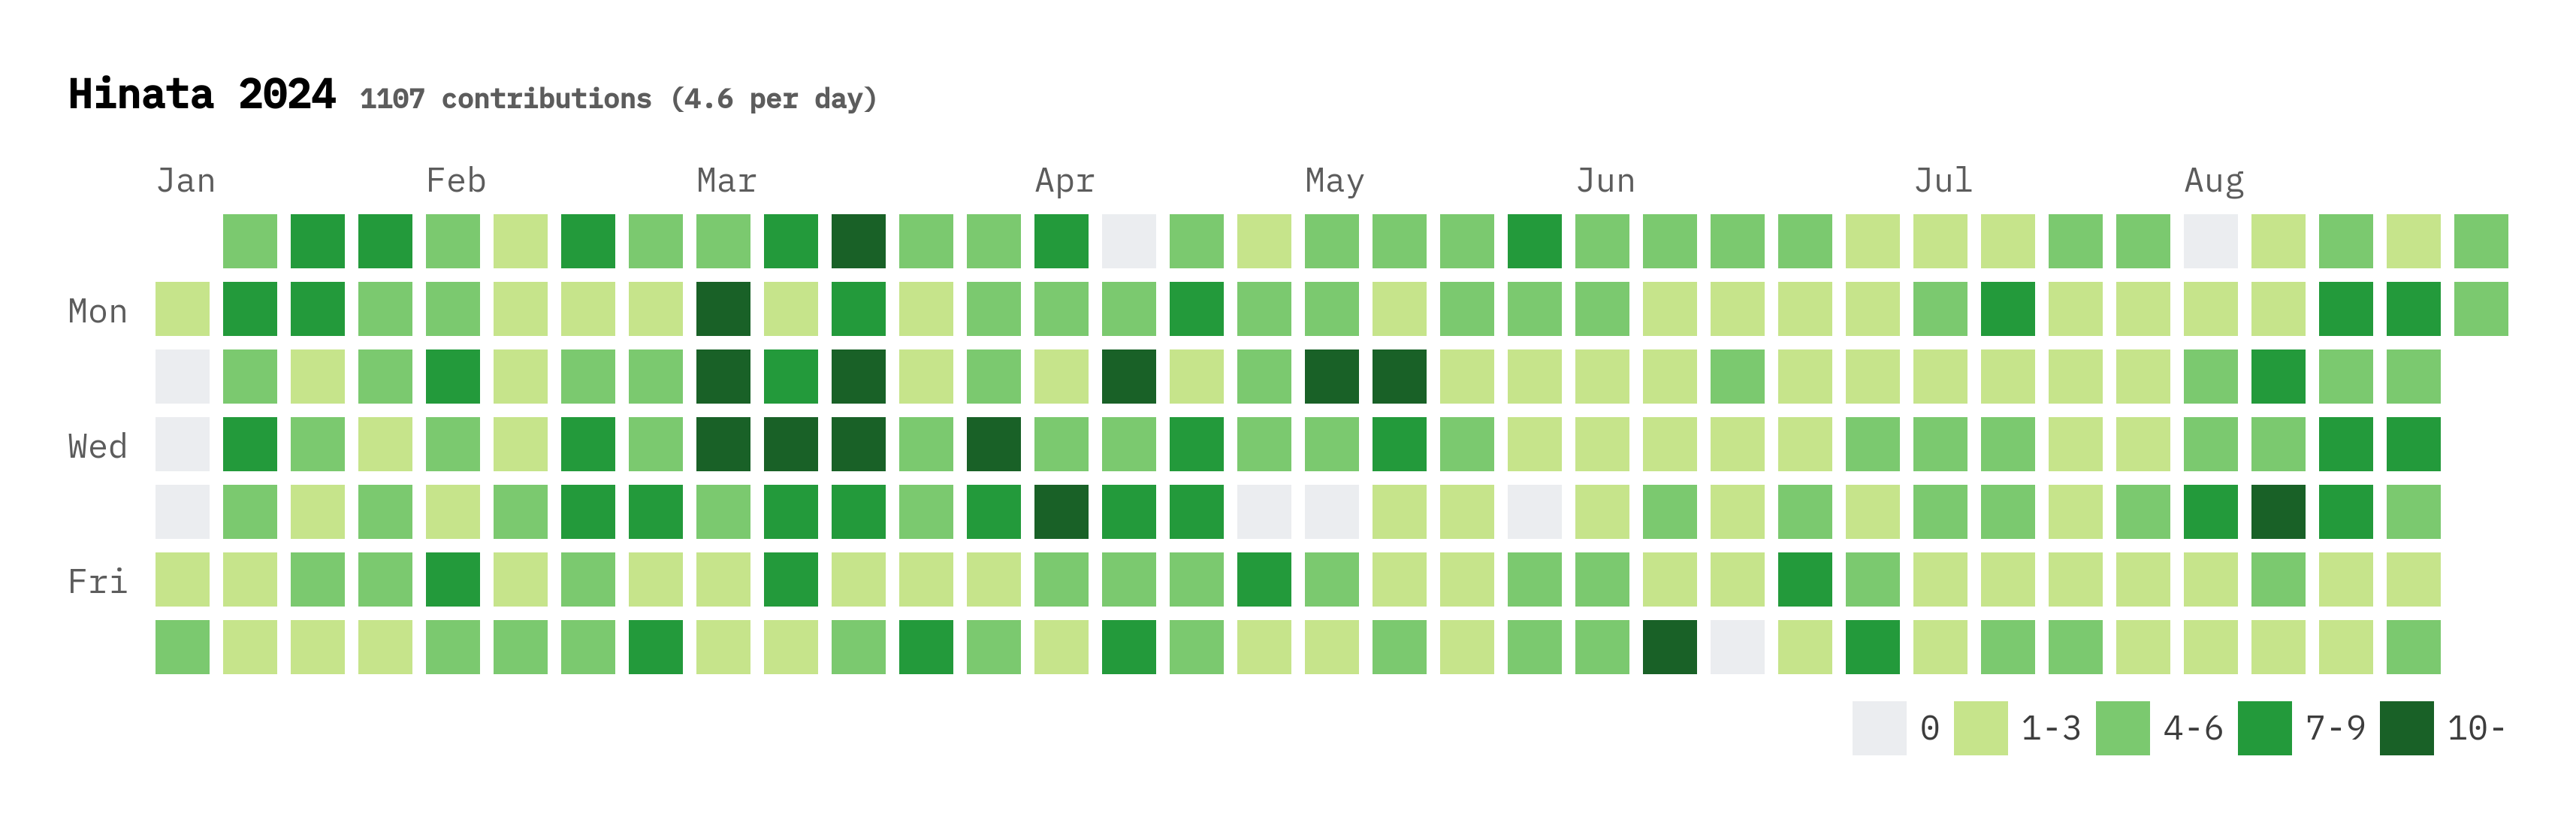 Hinata 2024 1107 contributions (4.6 per day)
Jan Feb Mar Apr May Jun Jul Aug
Mon
Wed
Fri
0 1-3 4-6 7-9 10-